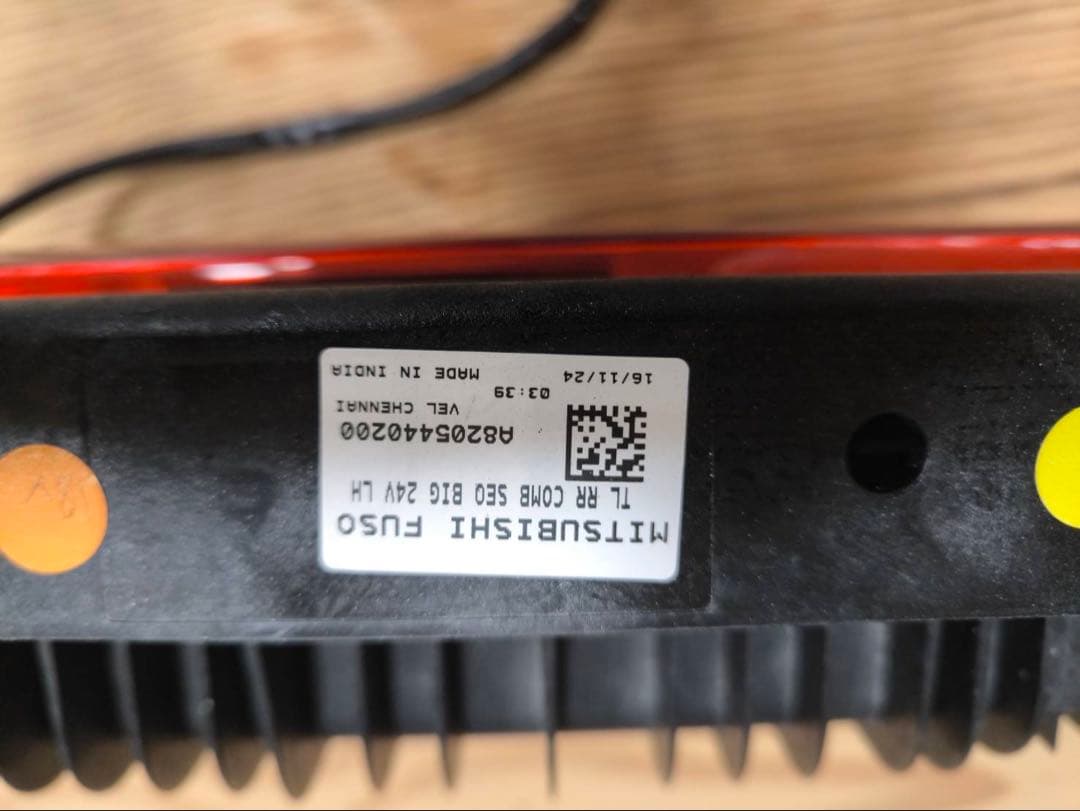 MITSUBISHI FUSO
TL RR COMB SEQ BIG 24V LH
A8205440200
VEL CHENNAI
03:39
16/11/24 MADE IN INDIA